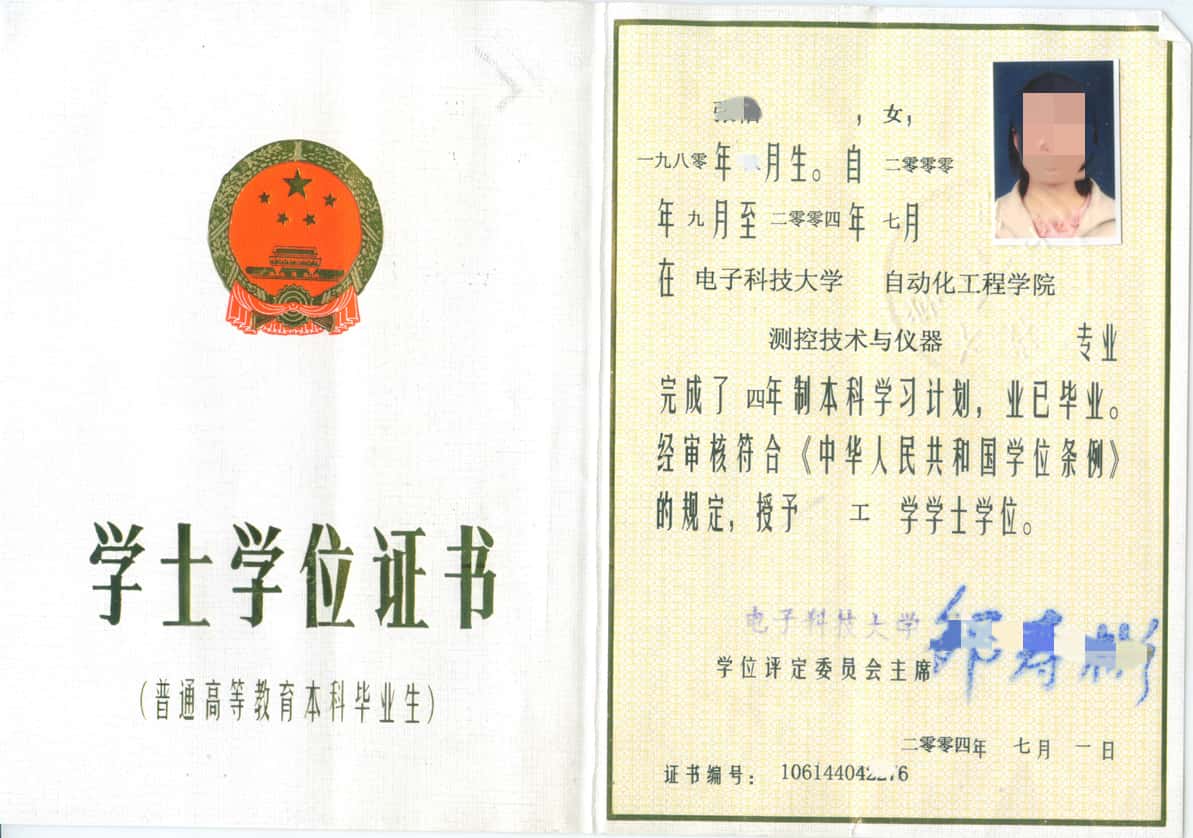 学士学位证书
(普通高等教育本科毕业生)
，女，
一九八零年 月生。自 二零零零
年 九 月至 二零零四 年 七月
在 电子科技大学 自动化工程学院
测控技术与仪器 专业
完成了 四年制本科学习计划，业已毕业。
经审核符合《中华人民共和国学位条例》
的规定，授予 工 学学士学位。
电子科技大学
学位评定委员会主席
二零零四年 七月 一日
证书编号：